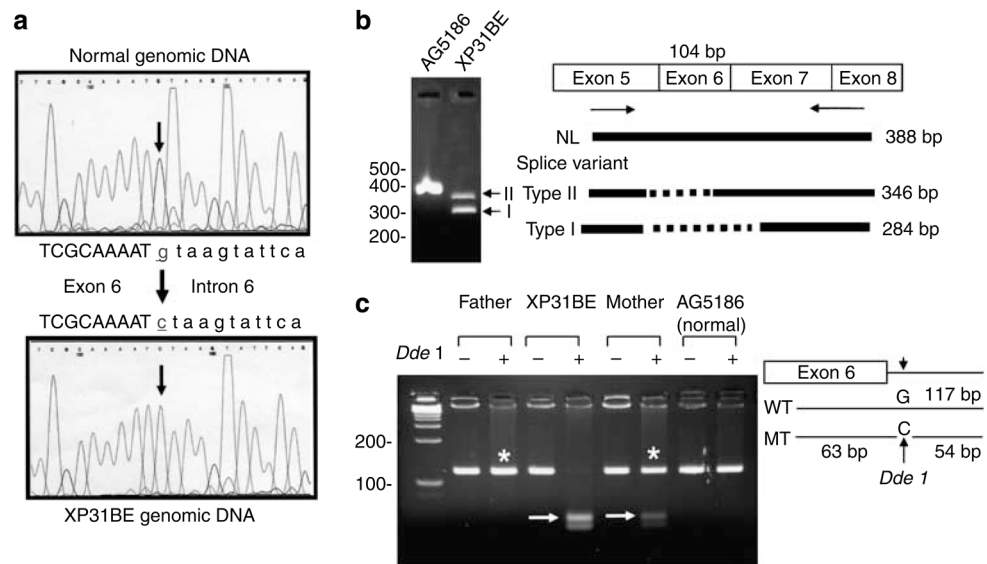 a
Normal genomic DNA
TCGCAAAAT g t a a g t a t t c a
Exon 6 Intron 6
TCGCAAAAT c t a a g t a t t c a
XP31BE genomic DNA
b
AG5186
XP31BE
500-
400-
300-
200-
II
I
104 bp
Exon 5 Exon 6 Exon 7 Exon 8
NL 388 bp
Splice variant
Type II 346 bp
Type I 284 bp
c
Father XP31BE Mother AG5186
(normal)
Dde 1 – + – + – + – +
200-
100-
* *
Exon 6
G 117 bp
WT
C
MT
63 bp 54 bp
Dde 1